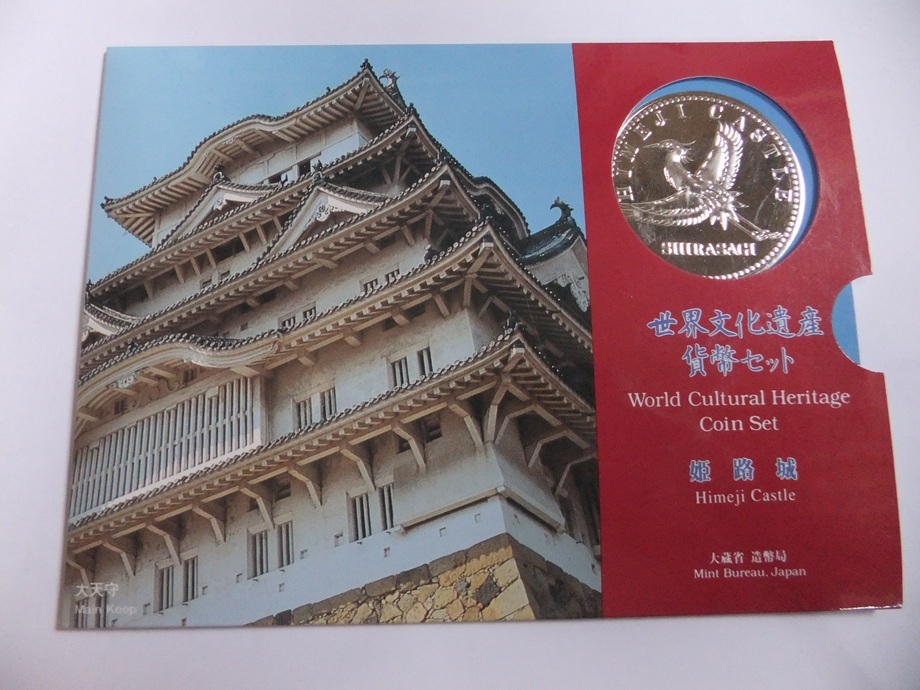 HIMEJI CASTLE
SHIRASAGI
世界文化遺産
貨幣セット
World Cultural Heritage
Coin Set
姫路城
Himeji Castle
大蔵省 造幣局
Mint Bureau, Japan
大天守
Main Keep